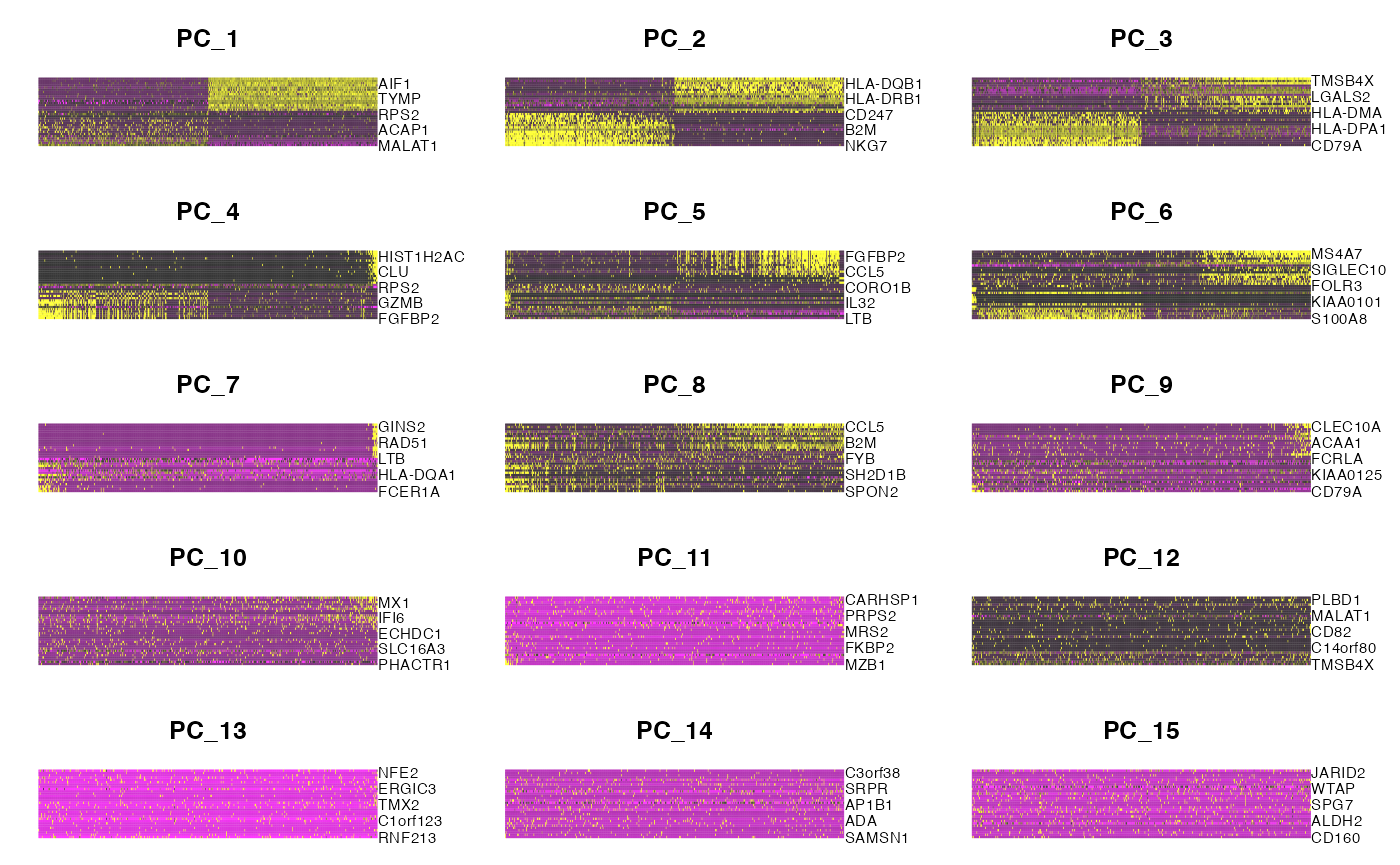 PC_1
AIF1
TYMP
RPS2
ACAP1
MALAT1
PC_2
HLA-DQB1
HLA-DRB1
CD247
B2M
NKG7
PC_3
TMSB4X
LGALS2
HLA-DMA
HLA-DPA1
CD79A
PC_4
HIST1H2AC
CLU
RPS2
GZMB
FGFBP2
PC_5
FGFBP2
CCL5
CORO1B
IL32
LTB
PC_6
MS4A7
SIGLEC10
FOLR3
KIAA0101
S100A8
PC_7
GINS2
RAD51
LTB
HLA-DQA1
FCER1A
PC_8
CCL5
B2M
FYB
SH2D1B
SPON2
PC_9
CLEC10A
ACAA1
FCRLA
KIAA0125
CD79A
PC_10
MX1
IFI6
ECHDC1
SLC16A3
PHACTR1
PC_11
CARHSP1
PRPS2
MRS2
FKBP2
MZB1
PC_12
PLBD1
MALAT1
CD82
C14orf80
TMSB4X
PC_13
NFE2
ERGIC3
TMX2
C1orf123
RNF213
PC_14
C3orf38
SRPR
AP1B1
ADA
SAMSN1
PC_15
JARID2
WTAP
SPG7
ALDH2
CD160